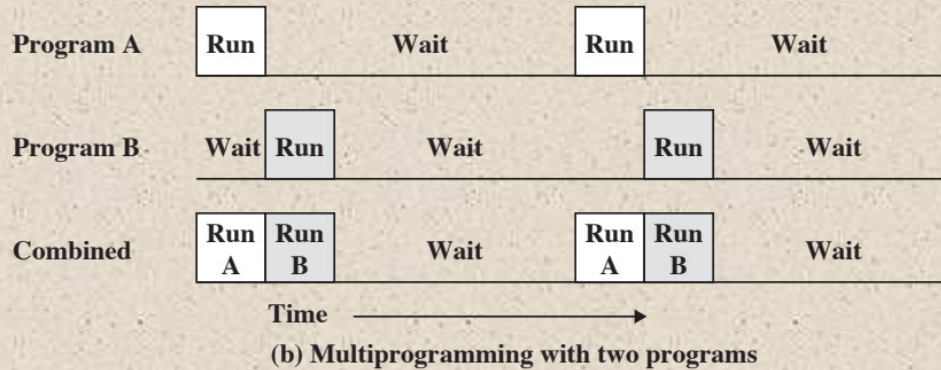 Program A Run Wait Run Wait
Program B Wait Run Wait Run Wait
Combined Run A Run B Wait Run A Run B Wait
Time
(b) Multiprogramming with two programs